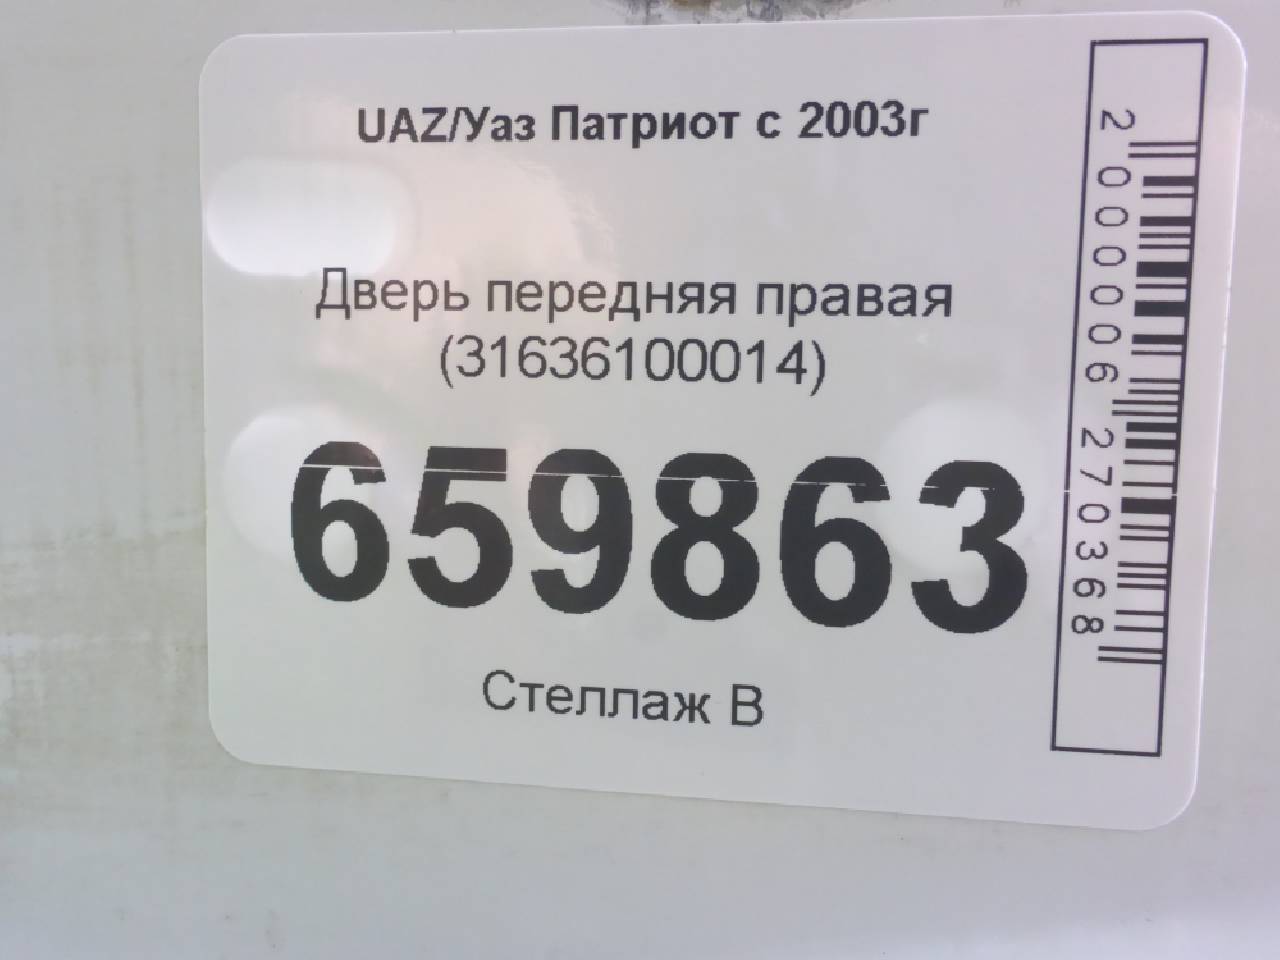 UAZ/Уаз Патриот с 2003г
Дверь передняя правая
(31636100014)
659863
Стеллаж В
2000006270368